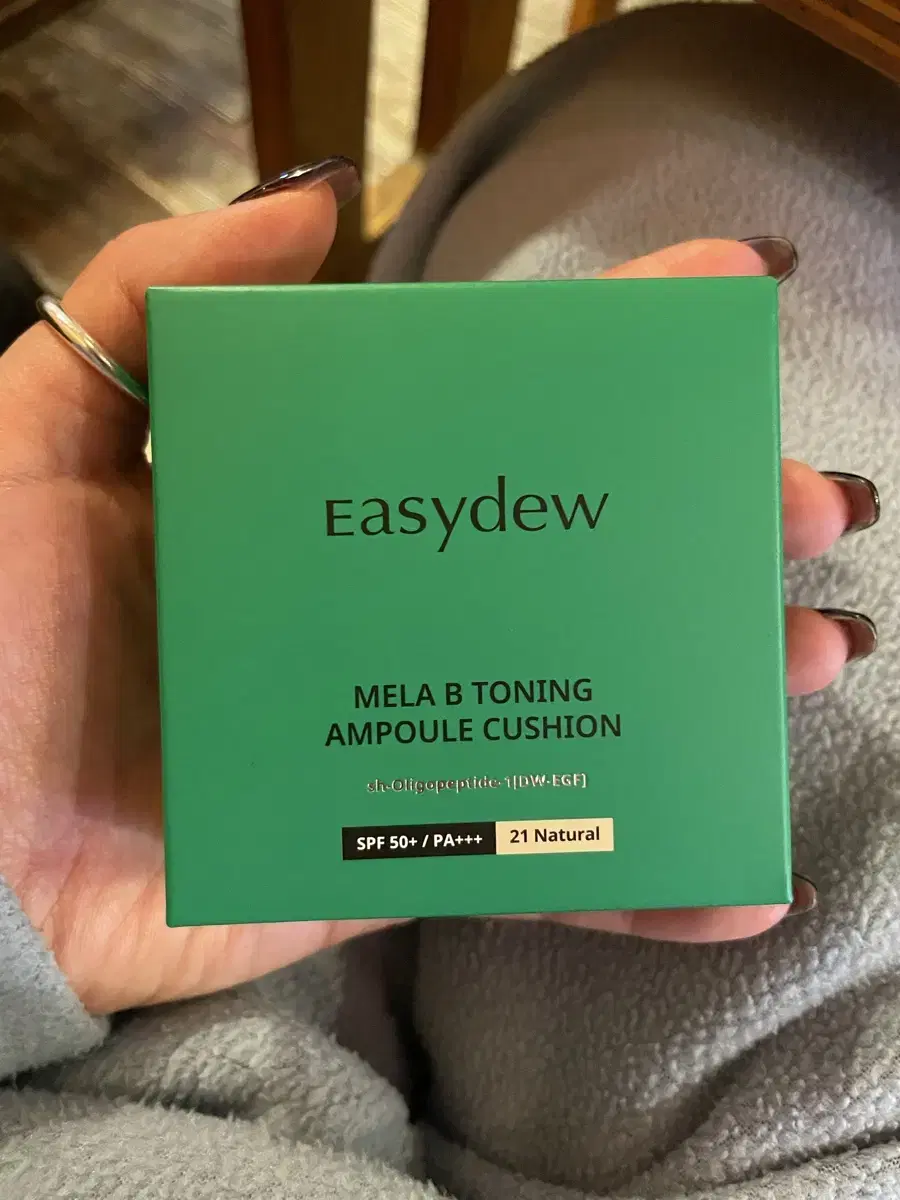 Easydew
MELA B TONING
AMPOULE CUSHION
sh-Oligopeptide-1[DW-EGF]
SPF 50+ / PA+++ 21 Natural